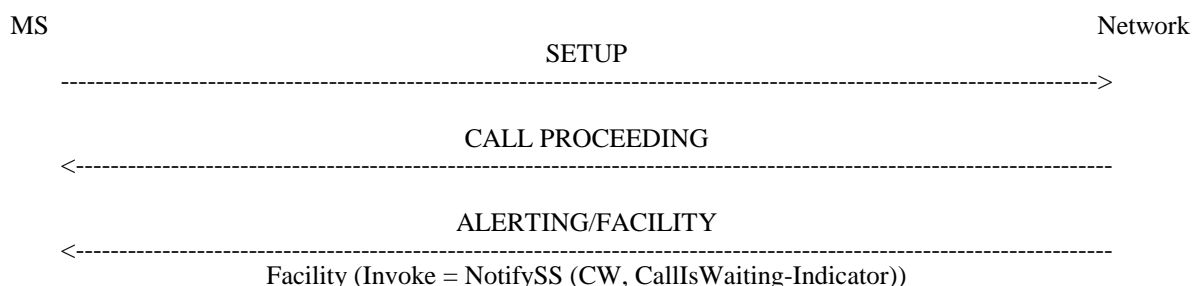 MS Network
SETUP
------------------------------------------------------------------------------------------------------------------------>
CALL PROCEEDING
<------------------------------------------------------------------------------------------------------------------------
ALERTING/FACILITY
<------------------------------------------------------------------------------------------------------------------------
Facility (Invoke = NotifySS (CW, CallIsWaiting-Indicator))